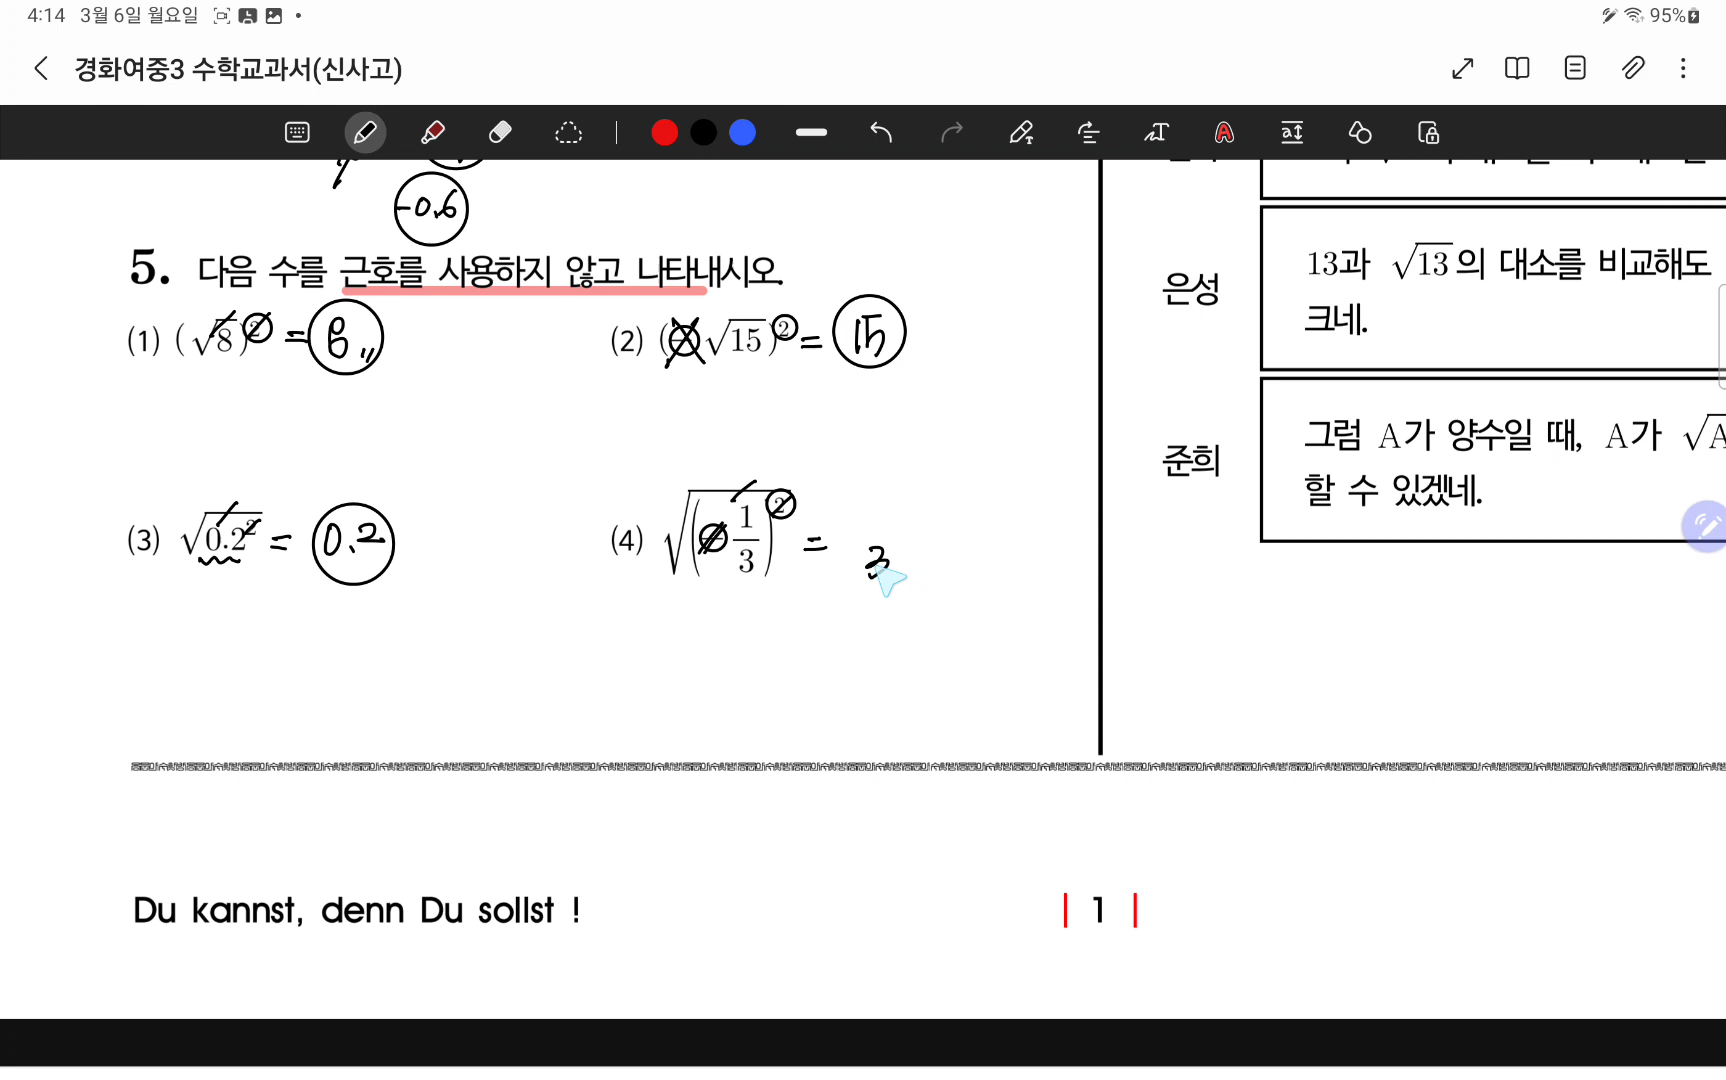 4:14 3월 6일 월요일
95%
경화여중3 수학교과서(신사고)
-0.6
5. 다음 수를 근호를 사용하지 않고 나타내시오.
(1) (√8)² = 8
(2) (-√15)² = 15
(3) √0.2² = 0.2
(4) √(-1/3)² =
은성
13과 √13의 대소를 비교해도
크네.
준희
그럼 A가 양수일 때, A가 √A
할 수 있겠네.
Du kannst, denn Du sollst !
| 1 |